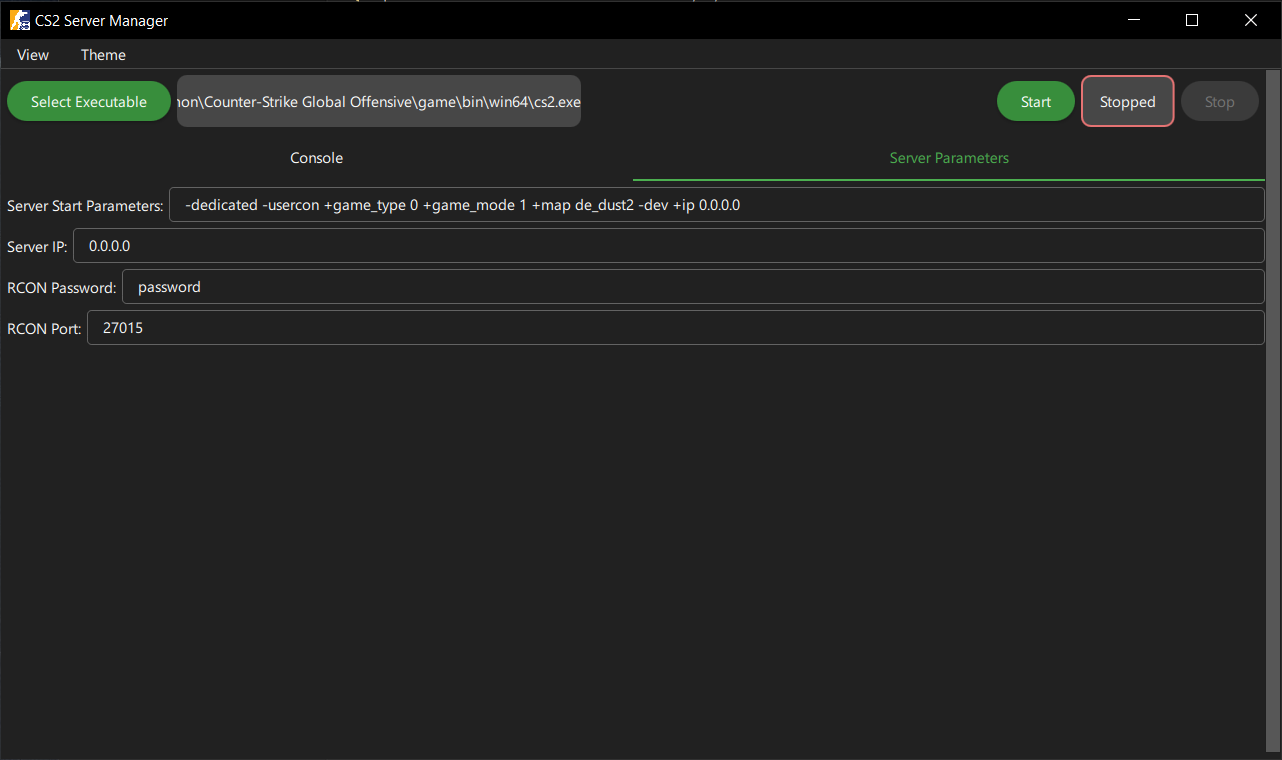 CS2 Server Manager
View Theme
Select Executable non\Counter-Strike Global Offensive\game\bin\win64\cs2.exe Start Stopped Stop
Console Server Parameters
Server Start Parameters: -dedicated -usercon +game_type 0 +game_mode 1 +map de_dust2 -dev +ip 0.0.0.0
Server IP: 0.0.0.0
RCON Password: password
RCON Port: 27015